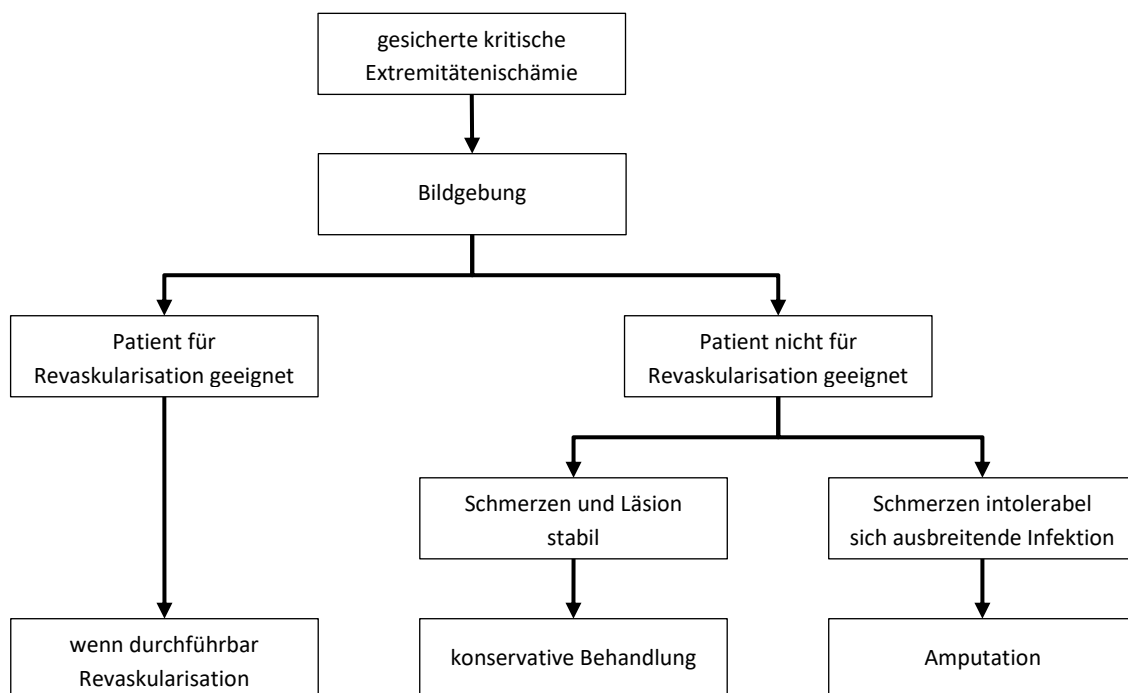 gesicherte kritische
Extremitätenischämie
Bildgebung
Patient für
Revaskularisation geeignet
Patient nicht für
Revaskularisation geeignet
Schmerzen und Läsion
stabil
Schmerzen intolerabel
sich ausbreitende Infektion
wenn durchführbar
Revaskularisation
konservative Behandlung
Amputation